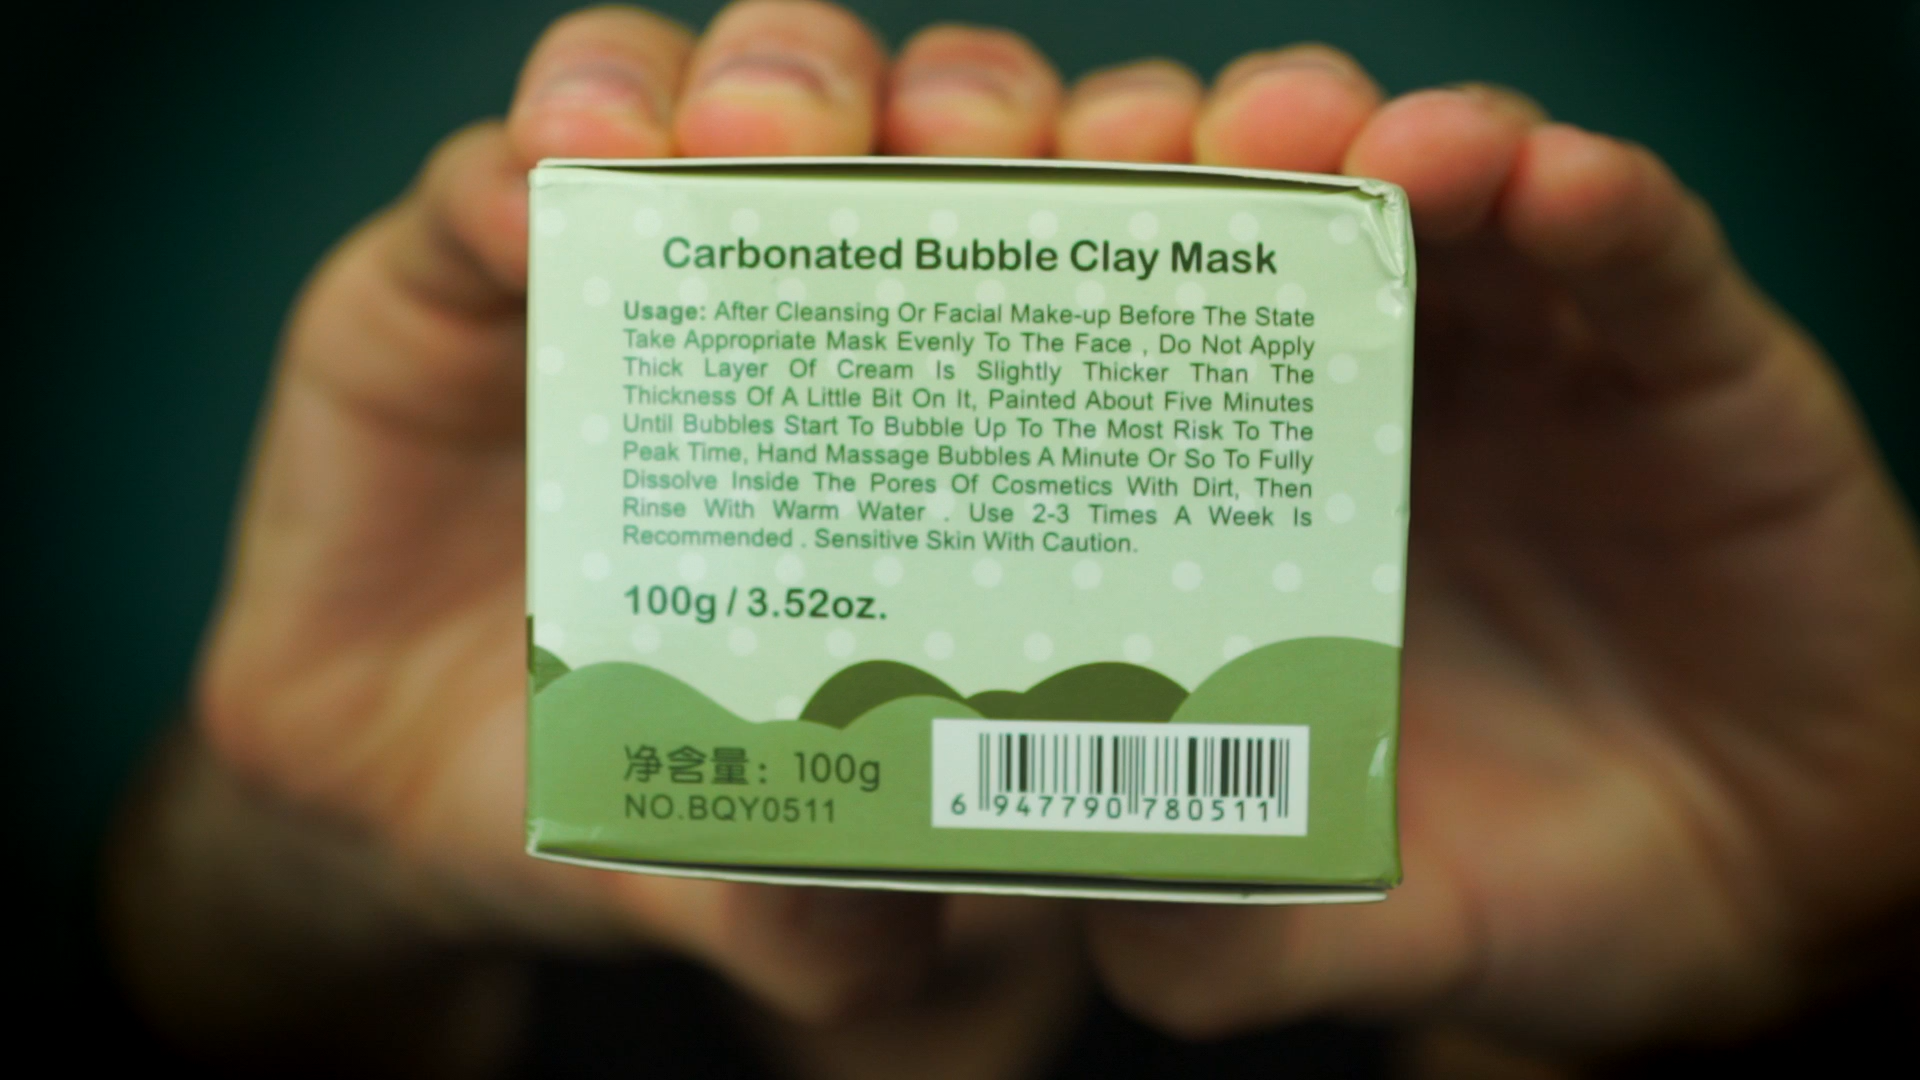 Carbonated Bubble Clay Mask
Usage: After Cleansing Or Facial Make-up Before The State
Take Appropriate Mask Evenly To The Face , Do Not Apply
Thick Layer Of Cream Is Slightly Thicker Than The
Thickness Of A Little Bit On It, Painted About Five Minutes
Until Bubbles Start To Bubble Up To The Most Risk To The
Peak Time, Hand Massage Bubbles A Minute Or So To Fully
Dissolve Inside The Pores Of Cosmetics With Dirt, Then
Rinse With Warm Water . Use 2-3 Times A Week Is
Recommended . Sensitive Skin With Caution.
100g / 3.52oz.
净含量：100g
NO.BQY0511
6 947790 780511